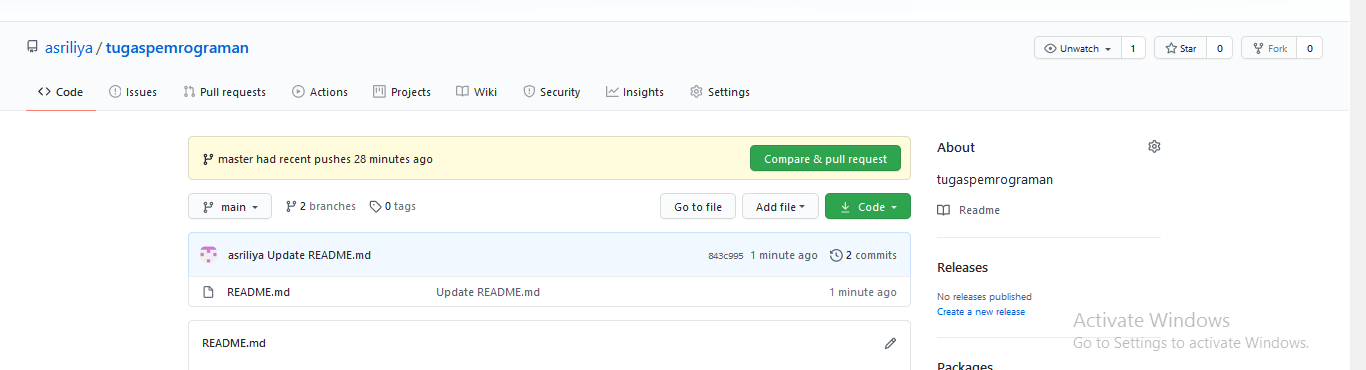 asriliya / tugaspemrograman
Unwatch 1 Star 0 Fork 0
Code Issues Pull requests Actions Projects Wiki Security Insights Settings
master had recent pushes 28 minutes ago Compare & pull request
main 2 branches 0 tags Go to file Add file Code
asriliya Update README.md 843c995 1 minute ago 2 commits
README.md Update README.md 1 minute ago
README.md
About
tugaspemrograman
Readme
Releases
No releases published
Create a new release
Packages
Activate Windows
Go to Settings to activate Windows.